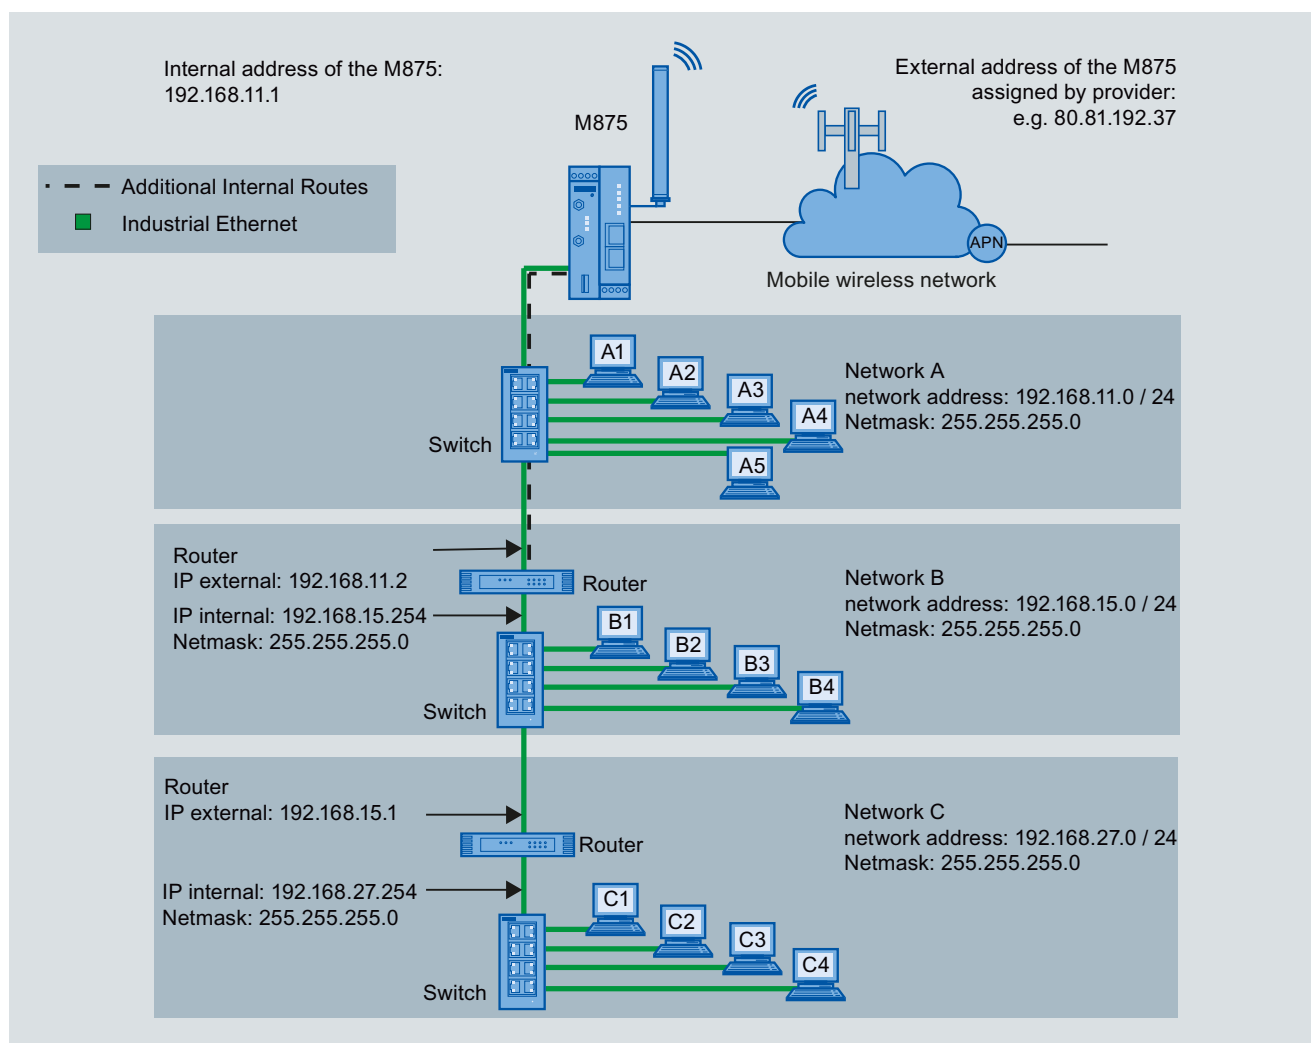 Internal address of the M875:
192.168.11.1
External address of the M875
assigned by provider:
e.g. 80.81.192.37
M875
Additional Internal Routes
Industrial Ethernet
APN
Mobile wireless network
A1
A2
A3
A4
A5
Switch
Network A
network address: 192.168.11.0 / 24
Netmask: 255.255.255.0
Router
IP external: 192.168.11.2
Router
IP internal: 192.168.15.254
Netmask: 255.255.255.0
B1
B2
B3
B4
Switch
Network B
network address: 192.168.15.0 / 24
Netmask: 255.255.255.0
Router
IP external: 192.168.15.1
Router
IP internal: 192.168.27.254
Netmask: 255.255.255.0
C1
C2
C3
C4
Switch
Network C
network address: 192.168.27.0 / 24
Netmask: 255.255.255.0